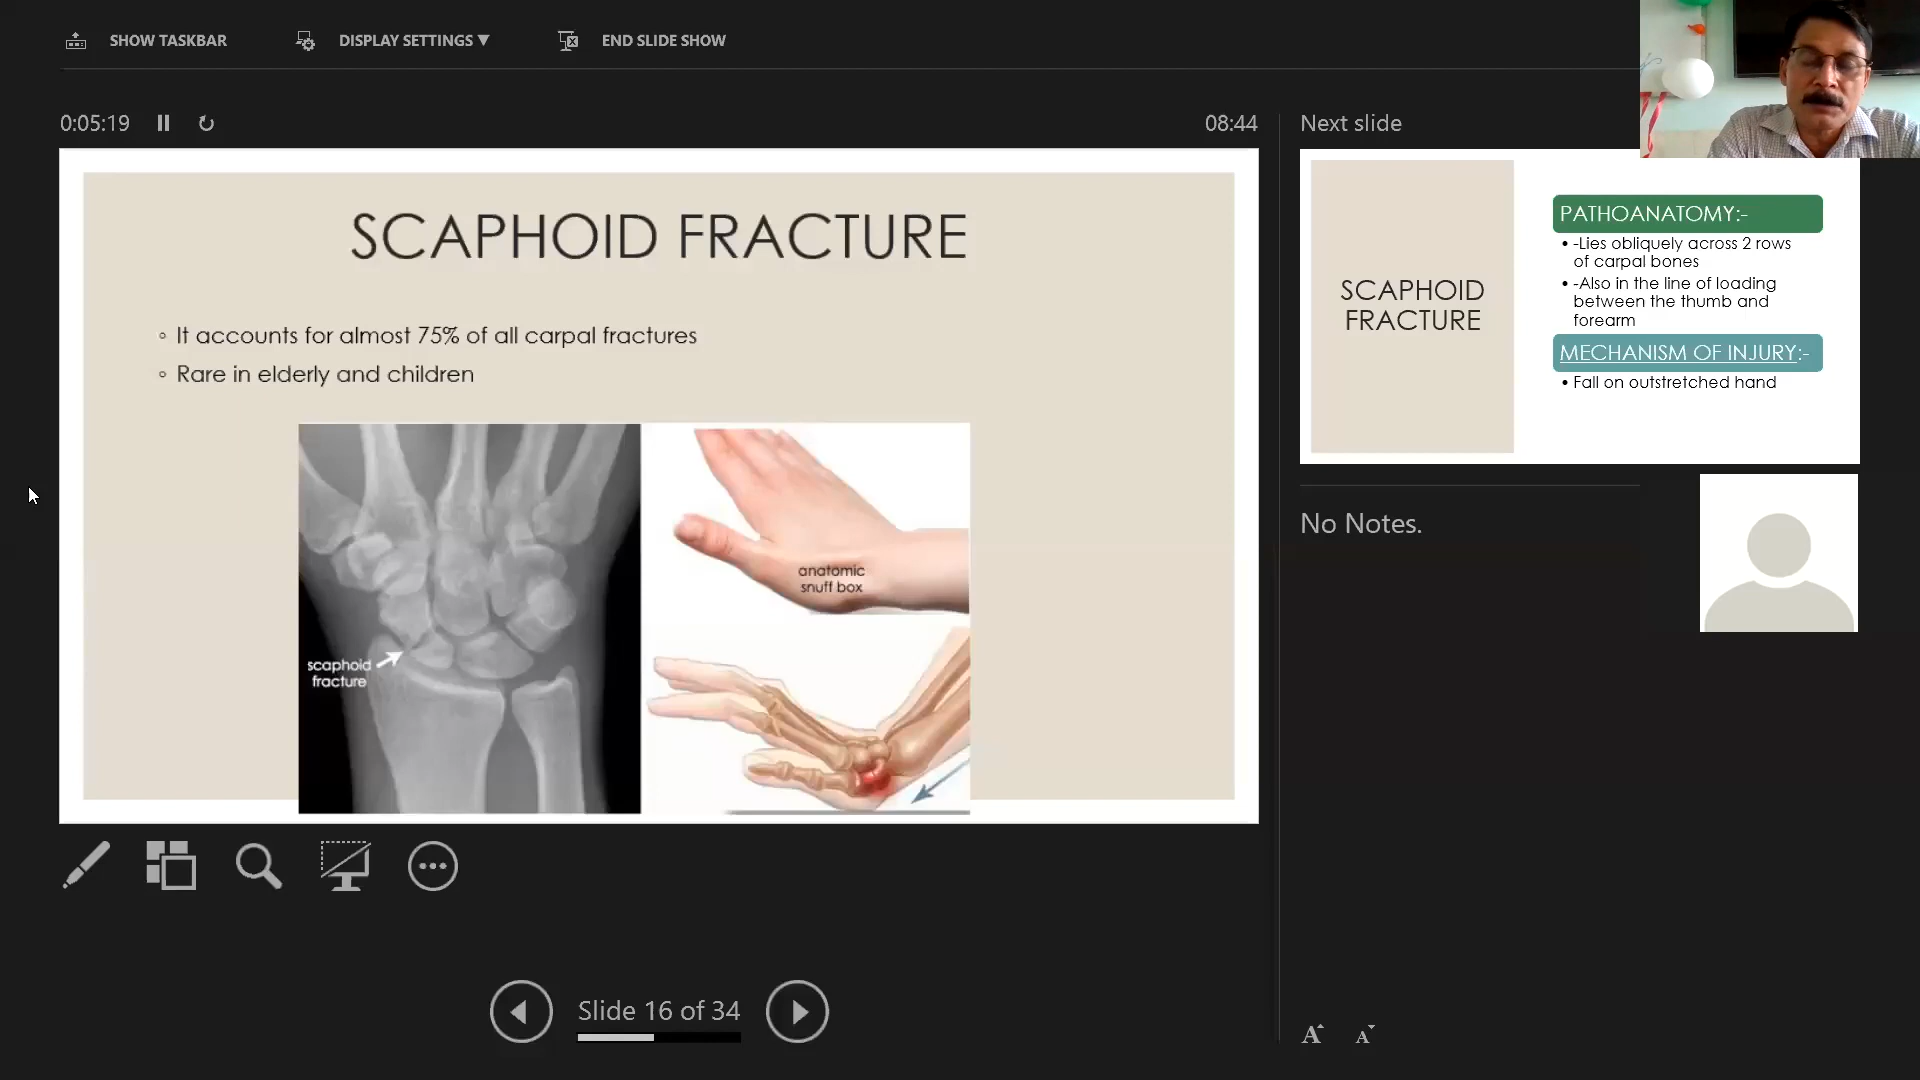 SHOW TASKBAR
DISPLAY SETTINGS ▼
END SLIDE SHOW
0:05:19
08:44
Next slide
SCAPHOID FRACTURE
◦ It accounts for almost 75% of all carpal fractures
◦ Rare in elderly and children
anatomic
snuff box
scaphoid
fracture
SCAPHOID
FRACTURE
PATHOANATOMY:-
• -Lies obliquely across 2 rows
of carpal bones
• -Also in the line of loading
between the thumb and
forearm
MECHANISM OF INJURY:-
• Fall on outstretched hand
No Notes.
Slide 16 of 34
A A